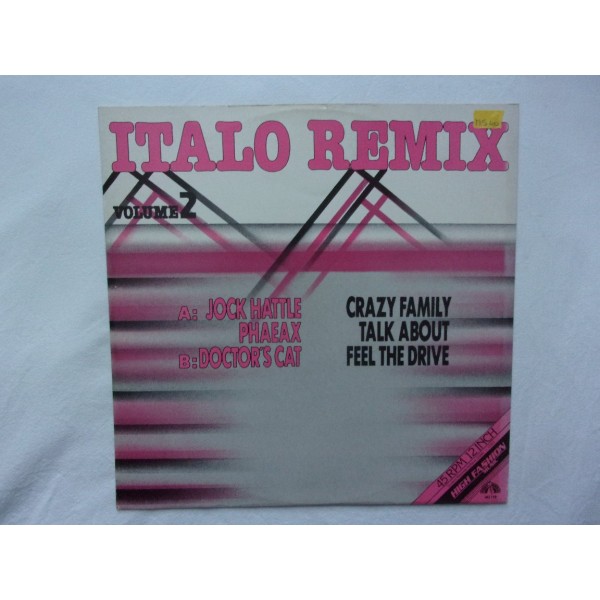 ITALO REMIX
VOLUME 2
A: JOCK HATTLE CRAZY FAMILY
PHAEAX TALK ABOUT
B: DOCTOR'S CAT FEEL THE DRIVE
45 RPM 12 INCH
HIGH FASHION